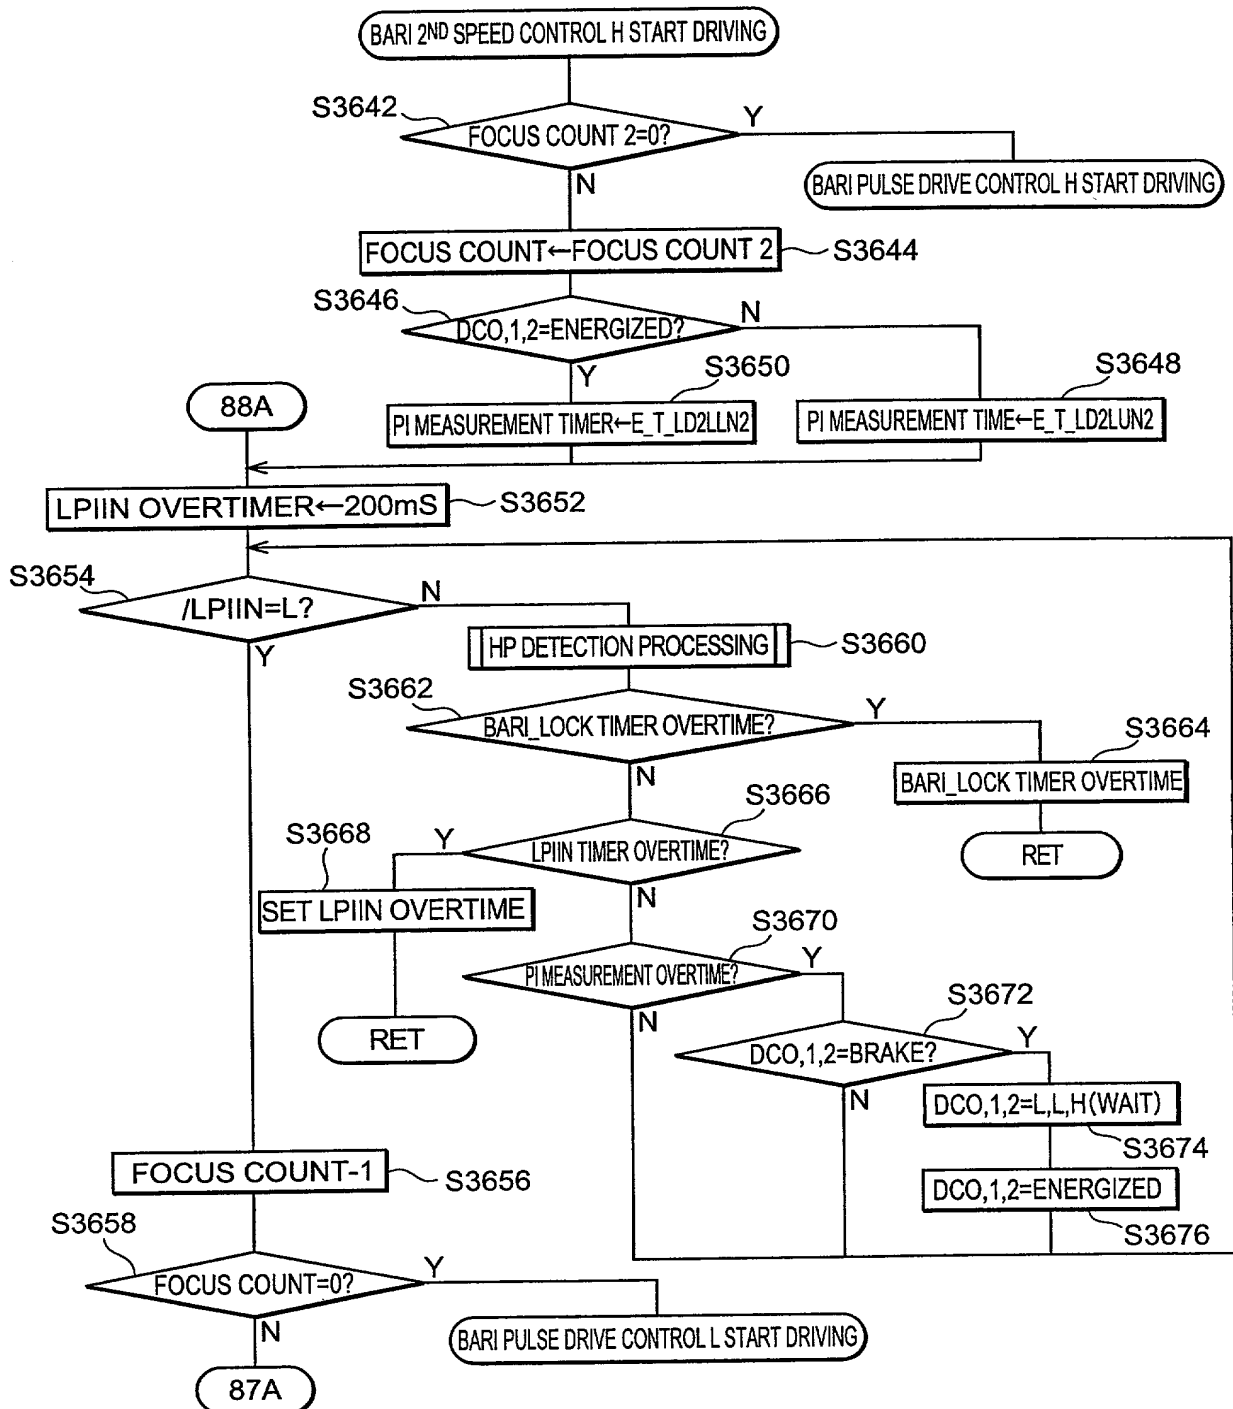 BARI 2ND SPEED CONTROL H START DRIVING
S3642
FOCUS COUNT 2=0?
Y
N
BARI PULSE DRIVE CONTROL H START DRIVING
FOCUS COUNT←FOCUS COUNT 2
S3644
S3646
DCO,1,2=ENERGIZED?
N
Y
S3650
S3648
88A
PI MEASUREMENT TIMER←E_T_LD2LLN2
PI MEASUREMENT TIME←E_T_LD2LUN2
LPIIN OVERTIMER←200mS
S3652
S3654
/LPIIN=L?
N
Y
HP DETECTION PROCESSING
S3660
S3662
BARI_LOCK TIMER OVERTIME?
Y
N
S3664
BARI_LOCK TIMER OVERTIME
RET
S3666
S3668
Y
LPIIN TIMER OVERTIME?
N
SET LPIIN OVERTIME
RET
S3670
PI MEASUREMENT OVERTIME?
Y
N
S3672
DCO,1,2=BRAKE?
Y
N
DCO,1,2=L,L,H(WAIT)
S3674
DCO,1,2=ENERGIZED
S3676
FOCUS COUNT-1
S3656
S3658
FOCUS COUNT=0?
Y
N
BARI PULSE DRIVE CONTROL L START DRIVING
87A